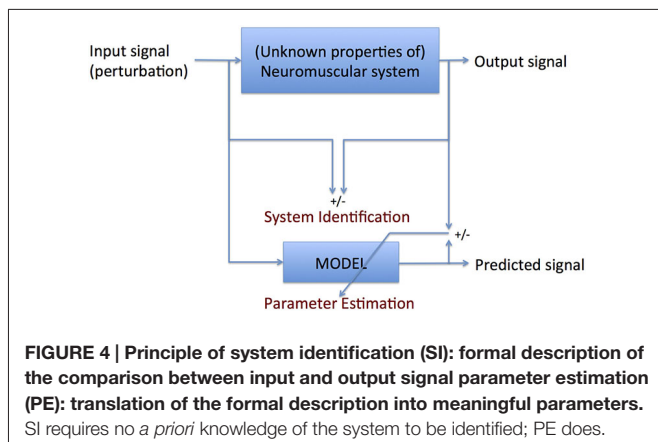 Input signal
(perturbation)
(Unknown properties of)
Neuromuscular system
Output signal
+/-
System Identification
+/-
MODEL
Predicted signal
Parameter Estimation
FIGURE 4 | Principle of system identification (SI): formal description of
the comparison between input and output signal parameter estimation
(PE): translation of the formal description into meaningful parameters.
SI requires no a priori knowledge of the system to be identified; PE does.